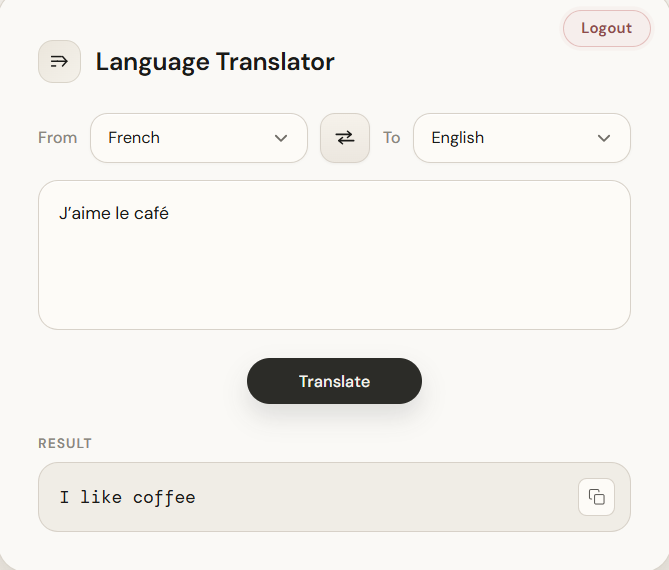 Logout
Language Translator
From French To English
J’aime le café
Translate
RESULT
I like coffee